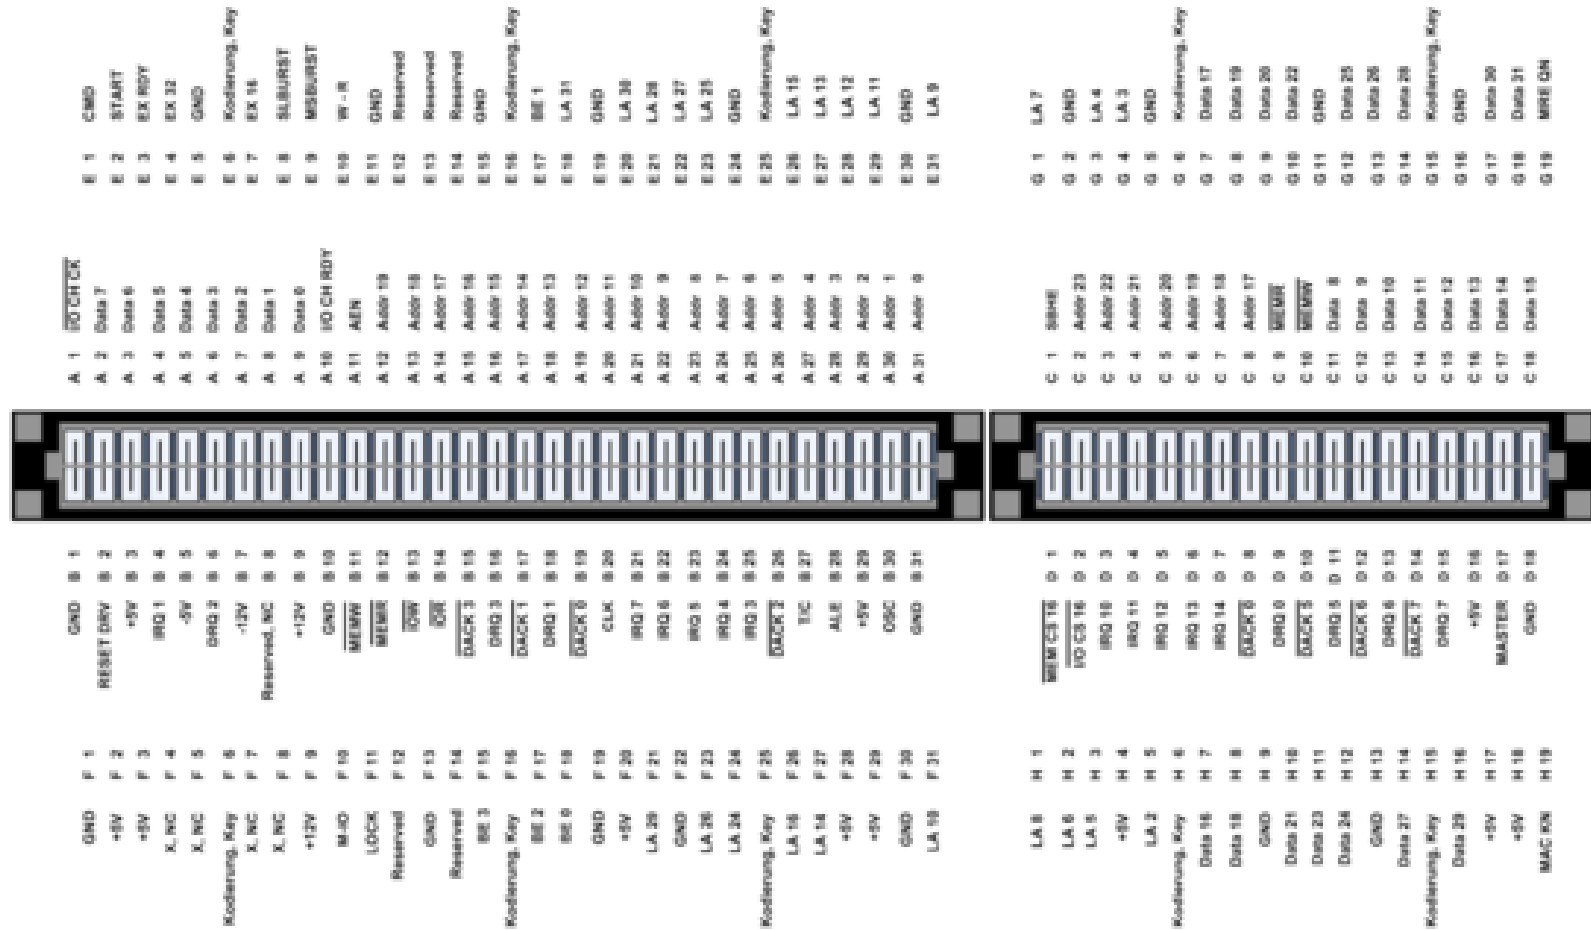 E 1 CMD
E 2 START
E 3 EX RDY
E 4 EX 32
E 5 GND
E 6 Kodierung, Key
E 7 EX 16
E 8 SLBURST
E 9 MSBURST
E 10 W - R
E 11 GND
E 12 Reserved
E 13 Reserved
E 14 Reserved
E 15 GND
E 16 Kodierung, Key
E 17 BE 1
E 18 LA 31
E 19 GND
E 20 LA 30
E 21 LA 28
E 22 LA 27
E 23 LA 25
E 24 GND
E 25 Kodierung, Key
E 26 LA 15
E 27 LA 13
E 28 LA 12
E 29 LA 11
E 30 GND
E 31 LA 9
G 1 LA 7
G 2 GND
G 3 LA 4
G 4 LA 3
G 5 GND
G 6 Kodierung, Key
G 7 Data 17
G 8 Data 19
G 9 Data 20
G 10 Data 22
G 11 GND
G 12 Data 25
G 13 Data 26
G 14 Data 28
G 15 Kodierung, Key
G 16 GND
G 17 Data 30
G 18 Data 31
G 19 MRE QN
A 1 I/O CH CK
A 2 Data 7
A 3 Data 6
A 4 Data 5
A 5 Data 4
A 6 Data 3
A 7 Data 2
A 8 Data 1
A 9 Data 0
A 10 I/O CH RDY
A 11 AEN
A 12 Addr 19
A 13 Addr 18
A 14 Addr 17
A 15 Addr 16
A 16 Addr 15
A 17 Addr 14
A 18 Addr 13
A 19 Addr 12
A 20 Addr 11
A 21 Addr 10
A 22 Addr 9
A 23 Addr 8
A 24 Addr 7
A 25 Addr 6
A 26 Addr 5
A 27 Addr 4
A 28 Addr 3
A 29 Addr 2
A 30 Addr 1
A 31 Addr 0
C 1 SBHE
C 2 Addr 23
C 3 Addr 22
C 4 Addr 21
C 5 Addr 20
C 6 Addr 19
C 7 Addr 18
C 8 Addr 17
C 9 MEMR
C 10 MEMW
C 11 Data 8
C 12 Data 9
C 13 Data 10
C 14 Data 11
C 15 Data 12
C 16 Data 13
C 17 Data 14
C 18 Data 15
GND B 1
RESET DRV B 2
+5V B 3
IRQ 1 B 4
-5V B 5
DRQ 2 B 6
-12V B 7
Reserved, NC B 8
+12V B 9
GND B 10
MEMW B 11
MEMR B 12
IOW B 13
IOR B 14
DACK 3 B 15
DRQ 3 B 16
DACK 1 B 17
DRQ 1 B 18
DACK 0 B 19
CLK B 20
IRQ 7 B 21
IRQ 6 B 22
IRQ 5 B 23
IRQ 4 B 24
IRQ 3 B 25
DACK 2 B 26
T/C B 27
ALE B 28
+5V B 29
OSC B 30
GND B 31
MEM CS 16 D 1
I/O CS 16 D 2
IRQ 10 D 3
IRQ 11 D 4
IRQ 12 D 5
IRQ 13 D 6
IRQ 14 D 7
DACK 0 D 8
DRQ 0 D 9
DACK 5 D 10
DRQ 5 D 11
DACK 6 D 12
DRQ 6 D 13
DACK 7 D 14
DRQ 7 D 15
+5V D 16
MASTER D 17
GND D 18
GND F 1
+5V F 2
+5V F 3
X, NC F 4
X, NC F 5
Kodierung, Key F 6
X, NC F 7
X, NC F 8
+12V F 9
M-IO F 10
LOCK F 11
Reserved F 12
GND F 13
Reserved F 14
BE 3 F 15
Kodierung, Key F 16
BE 2 F 17
BE 0 F 18
GND F 19
+5V F 20
LA 29 F 21
GND F 22
LA 26 F 23
LA 24 F 24
Kodierung, Key F 25
LA 16 F 26
LA 14 F 27
+5V F 28
+5V F 29
GND F 30
LA 10 F 31
LA 8 H 1
LA 6 H 2
LA 5 H 3
+5V H 4
LA 2 H 5
Kodierung, Key H 6
Data 16 H 7
Data 18 H 8
GND H 9
Data 21 H 10
Data 23 H 11
Data 24 H 12
GND H 13
Data 27 H 14
Kodierung, Key H 15
Data 29 H 16
+5V H 17
+5V H 18
MAC KN H 19